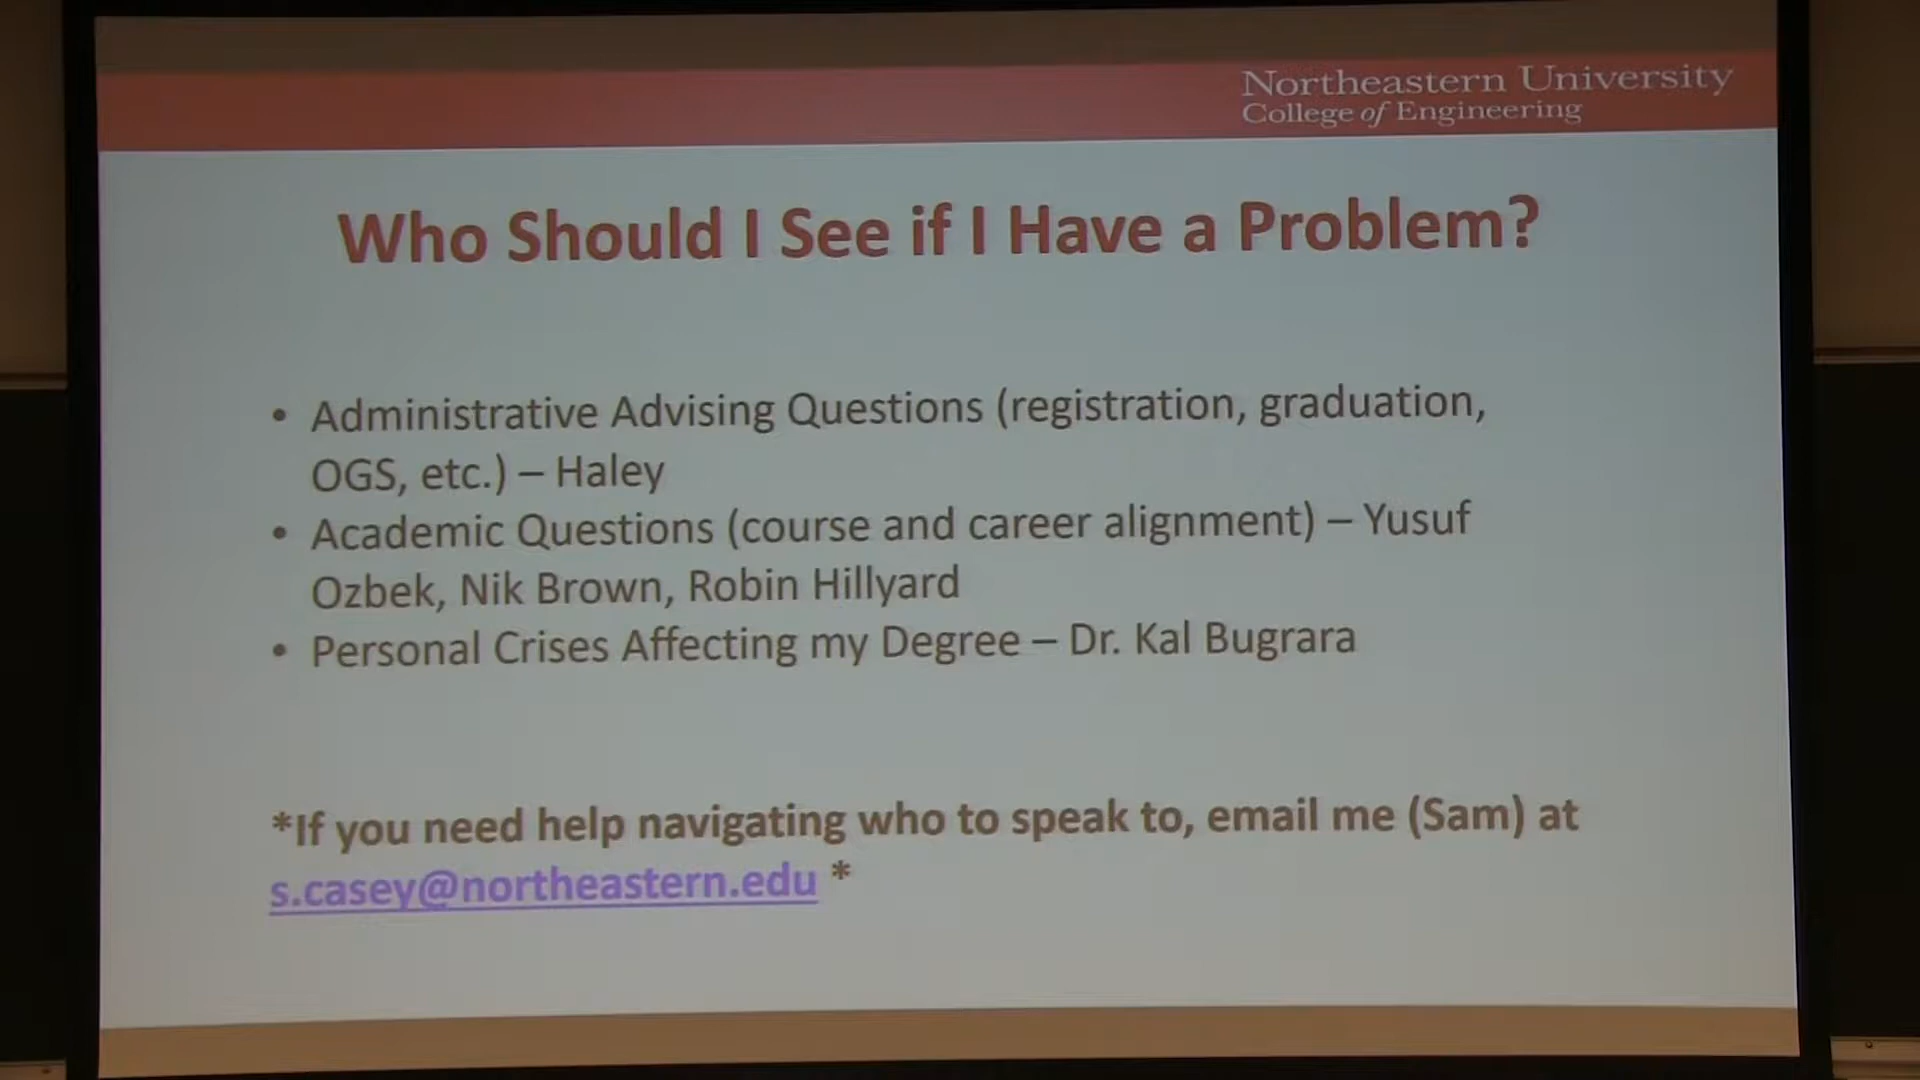 Northeastern University
College of Engineering
Who Should I See if I Have a Problem?
• Administrative Advising Questions (registration, graduation,
OGS, etc.) – Haley
• Academic Questions (course and career alignment) – Yusuf
Ozbek, Nik Brown, Robin Hillyard
• Personal Crises Affecting my Degree – Dr. Kal Bugrara
*If you need help navigating who to speak to, email me (Sam) at
s.casey@northeastern.edu *